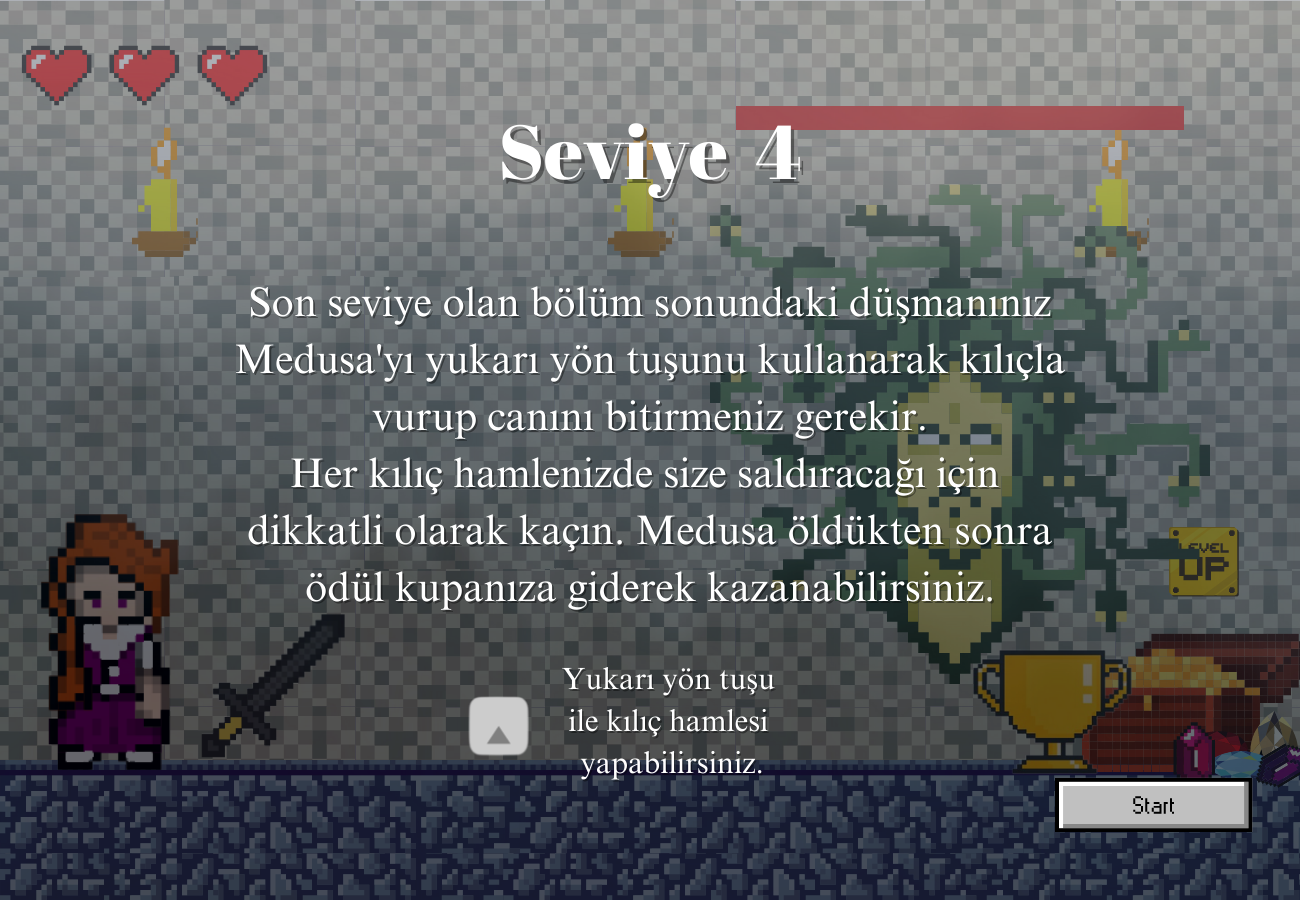 Seviye 4
Son seviye olan bölüm sonundaki düşmanınız
Medusa'yı yukarı yön tuşunu kullanarak kılıçla
vurup canını bitirmeniz gerekir.
Her kılıç hamlenizde size saldıracağı için
dikkatli olarak kaçın. Medusa öldükten sonra
ödül kupanıza giderek kazanabilirsiniz.
LEVEL
UP
Yukarı yön tuşu
ile kılıç hamlesi
yapabilirsiniz.
Start